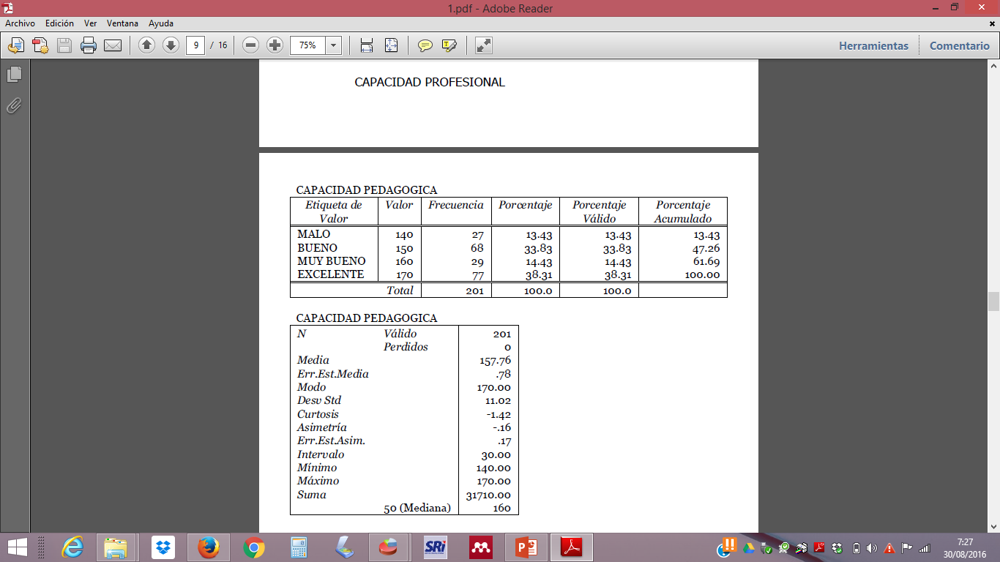 1.pdf - Adobe Reader
Archivo Edición Ver Ventana Ayuda
9 / 16 75% Herramientas Comentario
CAPACIDAD PROFESIONAL
CAPACIDAD PEDAGOGICA
Etiqueta de Valor Valor Frecuencia Porcentaje Porcentaje Válido Porcentaje Acumulado
MALO 140 27 13.43 13.43 13.43
BUENO 150 68 33.83 33.83 47.26
MUY BUENO 160 29 14.43 14.43 61.69
EXCELENTE 170 77 38.31 38.31 100.00
Total 201 100.0 100.0
CAPACIDAD PEDAGOGICA
N Válido 201
Perdidos 0
Media 157.76
Err.Est.Media .78
Modo 170.00
Desv Std 11.02
Curtosis -1.42
Asimetría -.16
Err.Est.Asim. .17
Intervalo 30.00
Mínimo 140.00
Máximo 170.00
Suma 31710.00
50 (Mediana) 160
SRi
7:27
30/08/2016